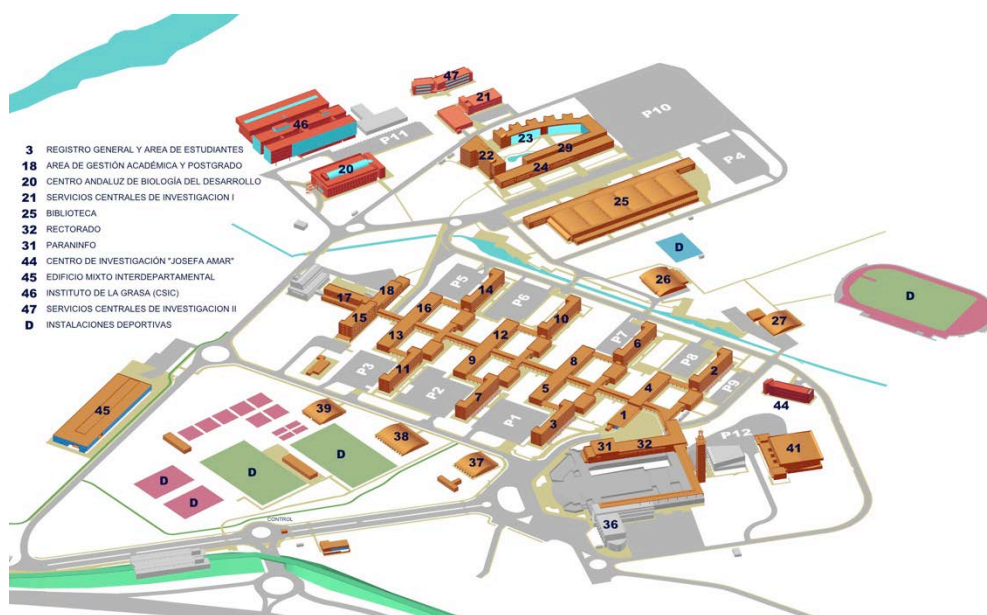 47
21
46
P10
P11
23
29
22
3 REGISTRO GENERAL Y AREA DE ESTUDIANTES
18 AREA DE GESTIÓN ACADÉMICA Y POSTGRADO
20 CENTRO ANDALUZ DE BIOLOGÍA DEL DESARROLLO
21 SERVICIOS CENTRALES DE INVESTIGACION I
25 BIBLIOTECA
32 RECTORADO
31 PARANINFO
44 CENTRO DE INVESTIGACIÓN "JOSEFA AMAR"
45 EDIFICIO MIXTO INTERDEPARTAMENTAL
46 INSTITUTO DE LA GRASA (CSIC)
47 SERVICIOS CENTRALES DE INVESTIGACION II
D INSTALACIONES DEPORTIVAS
20
24
P4
25
D
26
D
27
17
18
P5
14
16
P6
15
13
12
10
P7
6
P3
11
9
8
P8
2
P2
7
5
4
P9
44
45
39
P1
3
1
38
31
32
P12
41
37
D
D
D
D
36
CONTROL